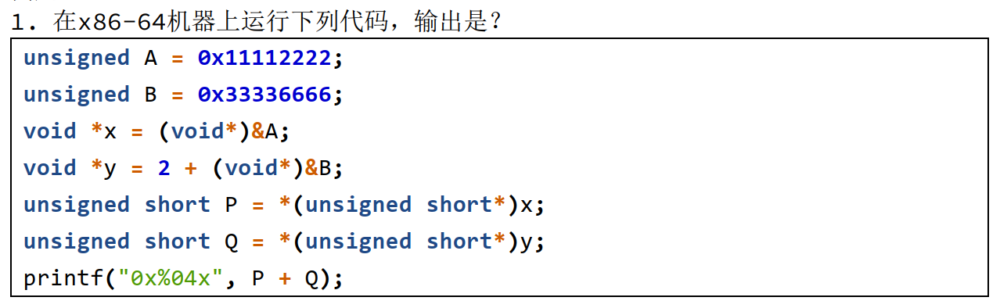 1. 在x86-64机器上运行下列代码，输出是？
unsigned A = 0x11112222;
unsigned B = 0x33336666;
void *x = (void*)&A;
void *y = 2 + (void*)&B;
unsigned short P = *(unsigned short*)x;
unsigned short Q = *(unsigned short*)y;
printf("0x%04x", P + Q);